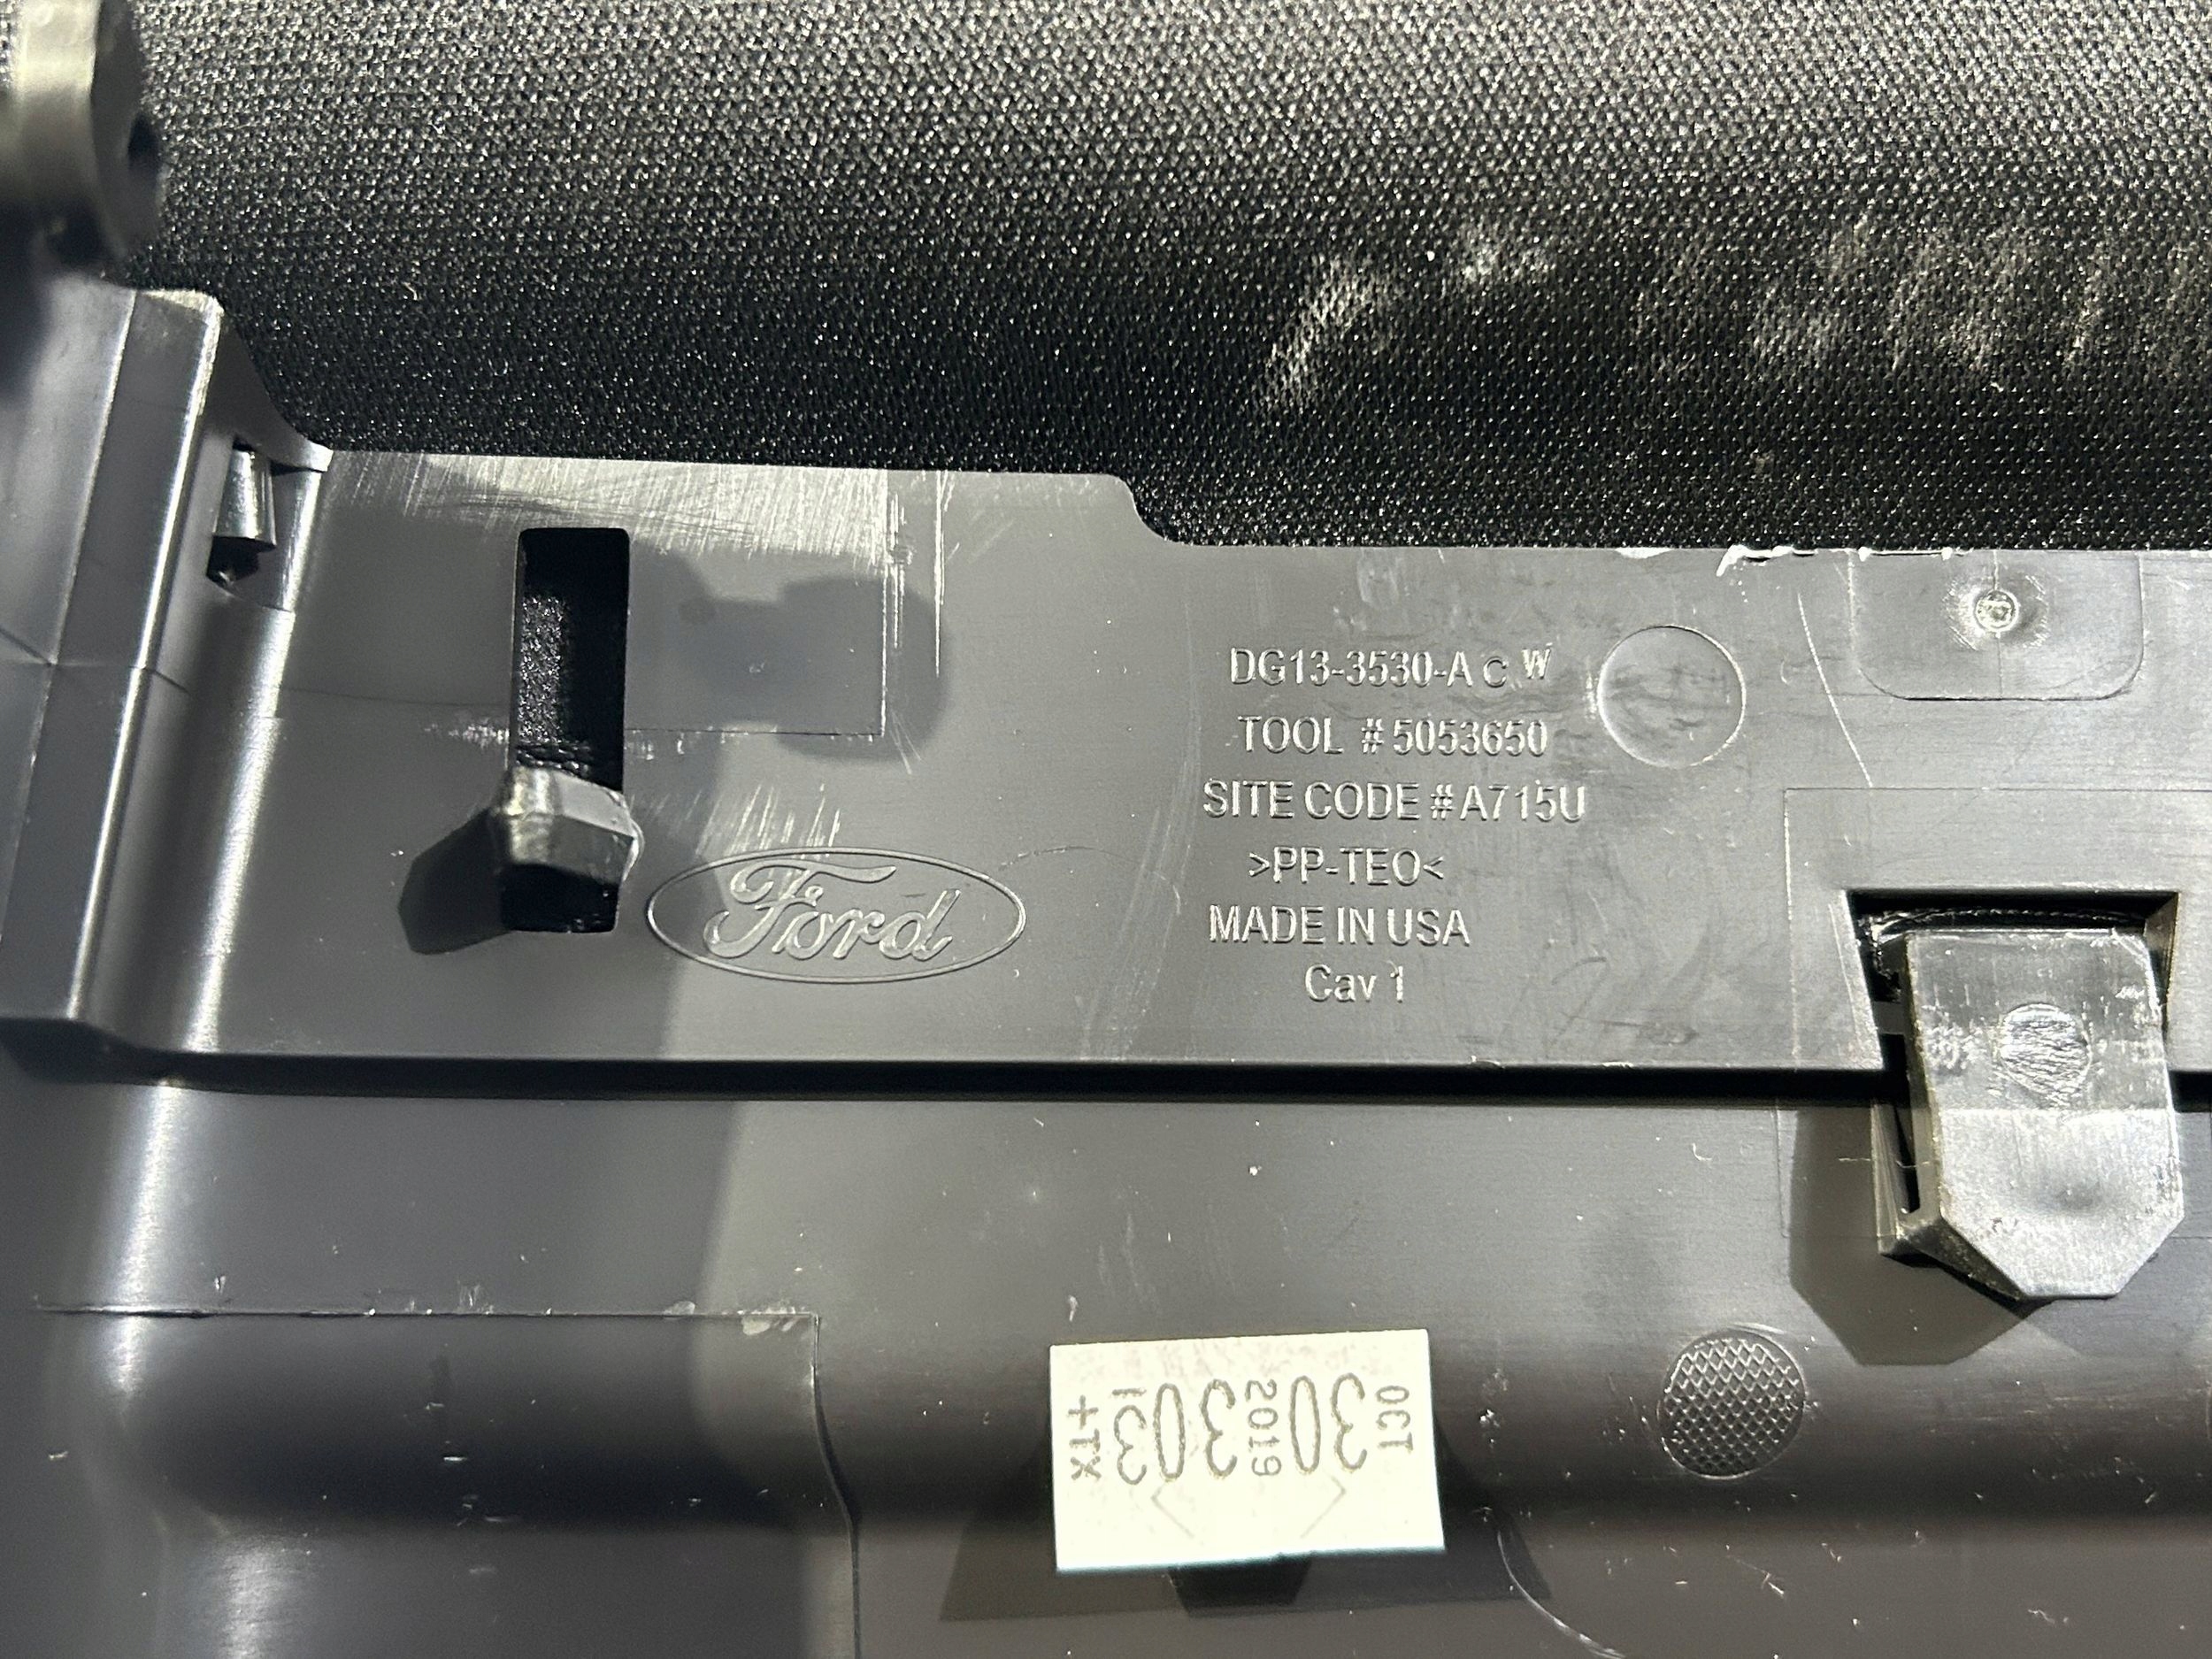 DG13-3530-A C W
TOOL # 5053650
SITE CODE # A715U
>PP-TEO<
MADE IN USA
Cav 1
Ford
OCT
30
2019
303
+TX